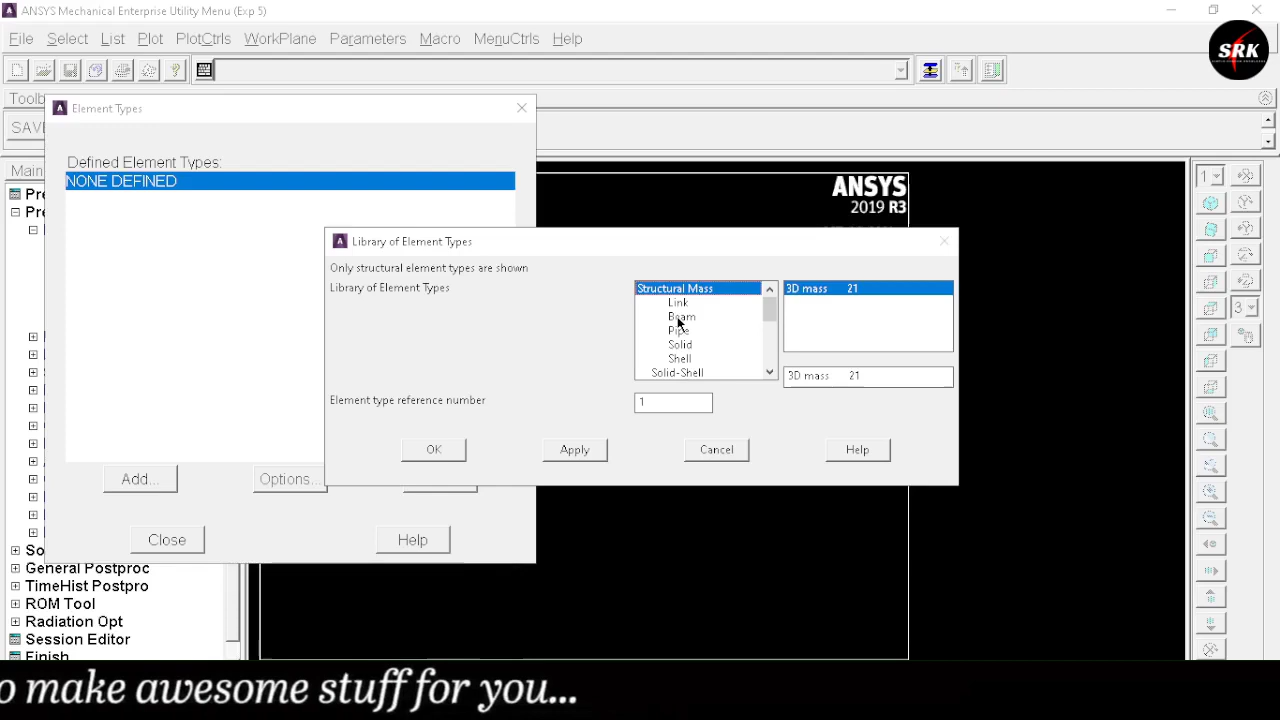 ANSYS Mechanical Enterprise Utility Menu (Exp 5)
File Select List Plot PlotCtrls WorkPlane Parameters Macro MenuCtrls Help
SRK
Toolb
SAVE
Element Types
Defined Element Types:
NONE DEFINED
Main
Pre
Pre
ANSYS
2019 R3
1
3
Library of Element Types
Only structural element types are shown
Library of Element Types
Structural Mass
Link
Beam
Pipe
Solid
Shell
Solid-Shell
3D mass 21
3D mass 21
Element type reference number
1
OK Apply Cancel Help
Add... Options...
Close Help
So
General Postproc
TimeHist Postpro
ROM Tool
Radiation Opt
Session Editor
Finish
o make awesome stuff for you...